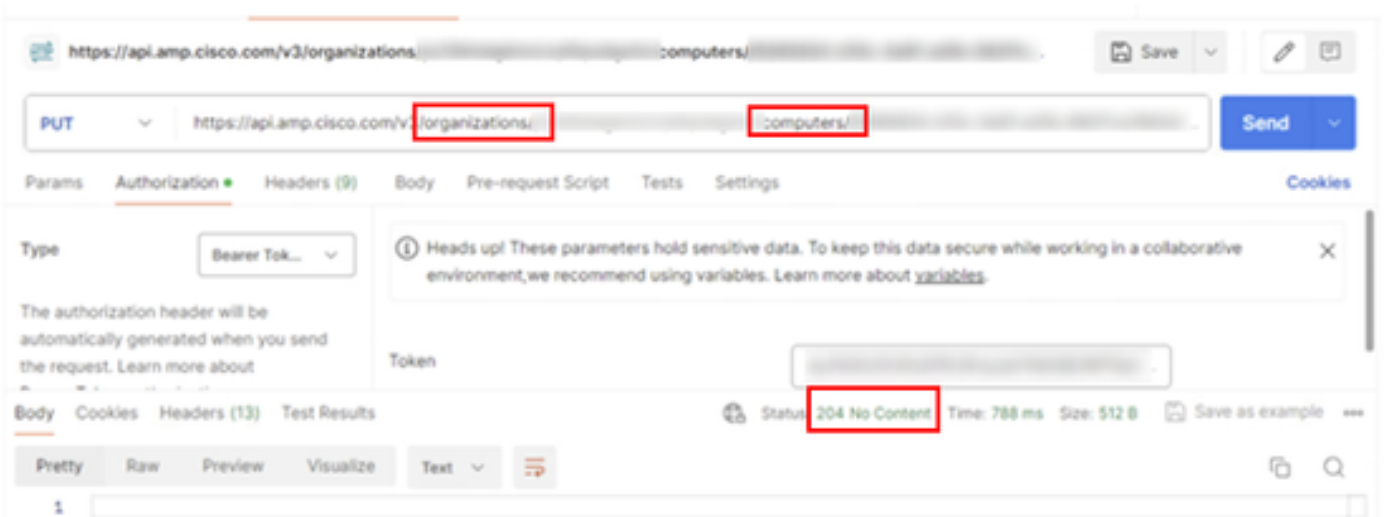 https://api.amp.cisco.com/v3/organizations computers/
Save
PUT https://api.amp.cisco.com/v /organizations/ computers/ Send
Params Authorization Headers (9) Body Pre-request Script Tests Settings Cookies
Type Bearer Tok...
Heads up! These parameters hold sensitive data. To keep this data secure while working in a collaborative
environment,we recommend using variables. Learn more about variables.
The authorization header will be
automatically generated when you send
the request. Learn more about
Token
Body Cookies Headers (13) Test Results Status 204 No Content Time: 788 ms Size: 512 B Save as example
Pretty Raw Preview Visualize Text
1